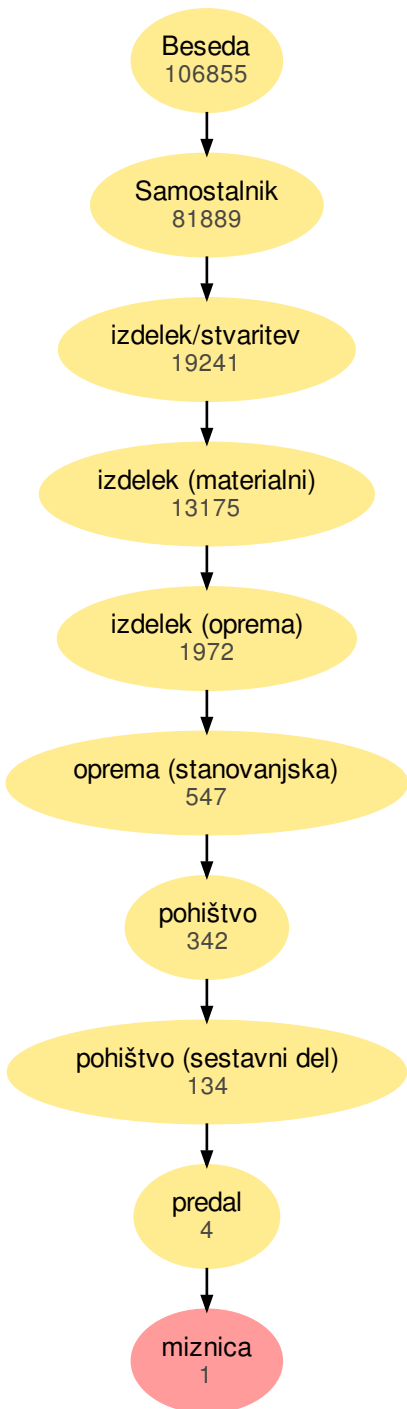 Beseda
106855
Samostalnik
81889
izdelek/stvaritev
19241
izdelek (materialni)
13175
izdelek (oprema)
1972
oprema (stanovanjska)
547
pohištvo
342
pohištvo (sestavni del)
134
predal
4
miznica
1